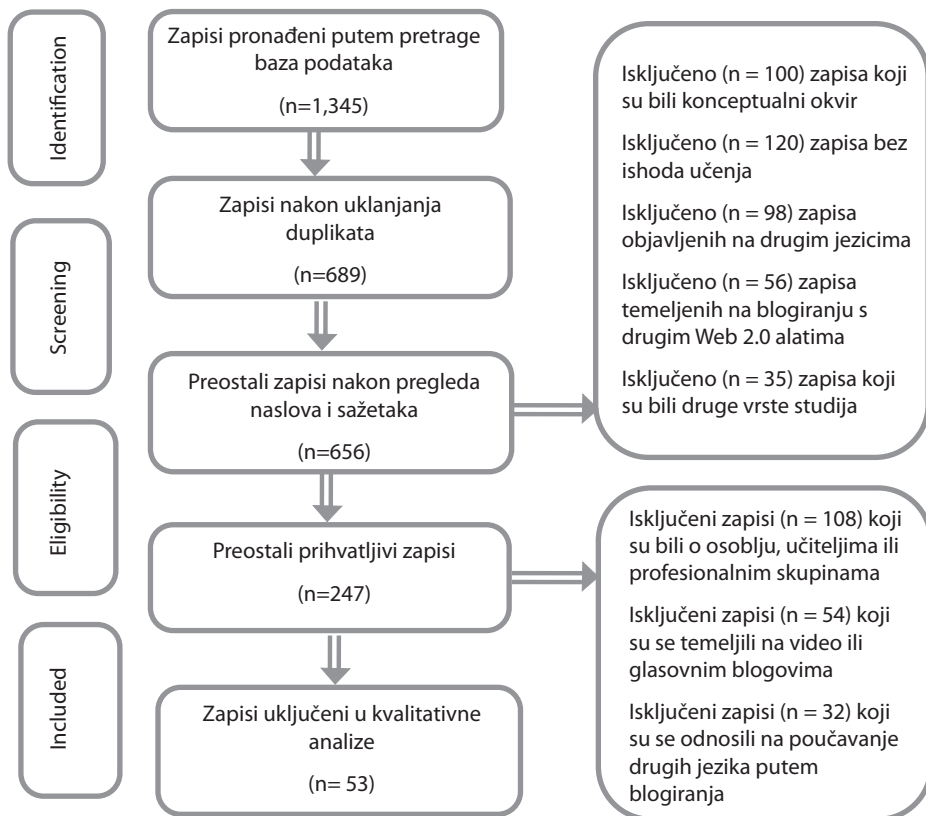 Identification
Zapisi pronađeni putem pretrage
baza podataka
(n=1,345)
Screening
Zapisi nakon uklanjanja
duplikata
(n=689)
Preostali zapisi nakon pregleda
naslova i sažetaka
(n=656)
Isključeno (n = 100) zapisa koji
su bili konceptualni okvir
Isključeno (n = 120) zapisa bez
ishoda učenja
Isključeno (n = 98) zapisa
objavljenih na drugim jezicima
Isključeno (n = 56) zapisa
temeljenih na blogiranju s
drugim Web 2.0 alatima
Isključeno (n = 35) zapisa koji
su bili druge vrste studija
Eligibility
Preostali prihvatljivi zapisi
(n=247)
Isključeni zapisi (n = 108) koji
su bili o osoblju, učiteljima ili
profesionalnim skupinama
Isključeni zapisi (n = 54) koji
su se temeljili na video ili
glasovnim blogovima
Isključeni zapisi (n = 32) koji
su se odnosili na poučavanje
drugih jezika putem
blogiranja
Included
Zapisi uključeni u kvalitativne
analize
(n= 53)